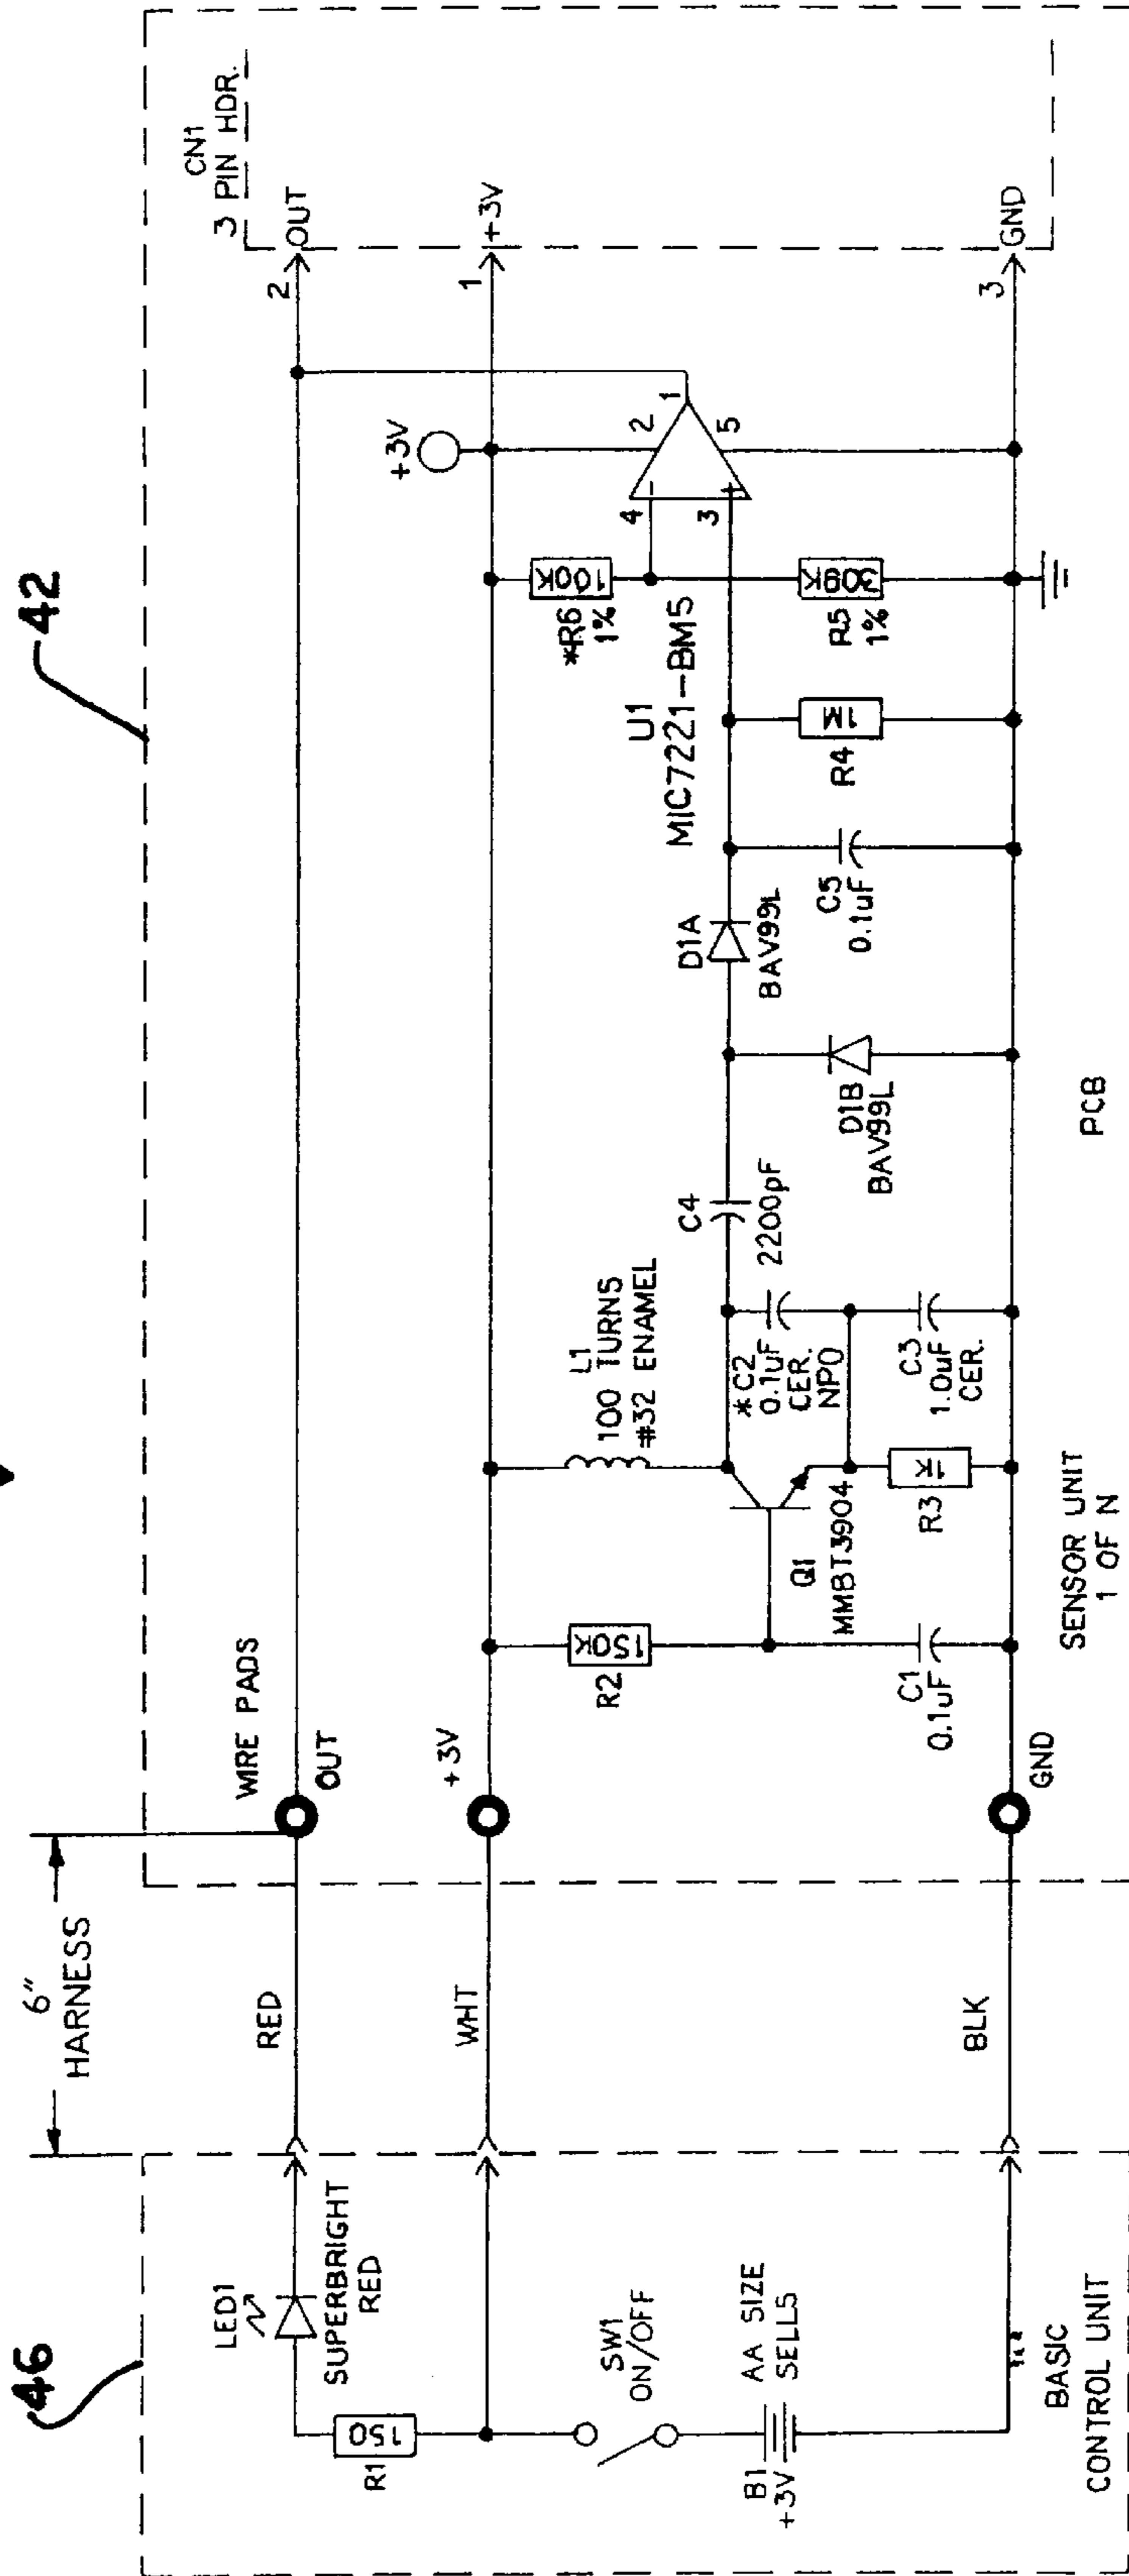 46
42
6"
HARNESS
LED1
SUPERBRIGHT
RED
R1
150
SW1
ON/OFF
B1
+3V
AA SIZE
SELLS
BASIC
CONTROL UNIT
RED
WHT
BLK
WIRE PADS
OUT
+3V
GND
R2
150K
C1
0.1uF
Q1
MMBT3904
R3
1K
L1
100 TURNS
#32 ENAMEL
*C2
0.1uF
CER.
NPO
C3
1.0uF
CER.
C4
2200pF
D1B
BAV99L
D1A
BAV99L
C5
0.1uF
R4
1M
U1
MIC7221-BM5
*R6
1%
100K
R5
1%
309K
4
3
-
+
2
5
1
+3V
2
1
3
OUT
+3V
GND
CN1
3 PIN HDR.
SENSOR UNIT
1 OF N
PCB